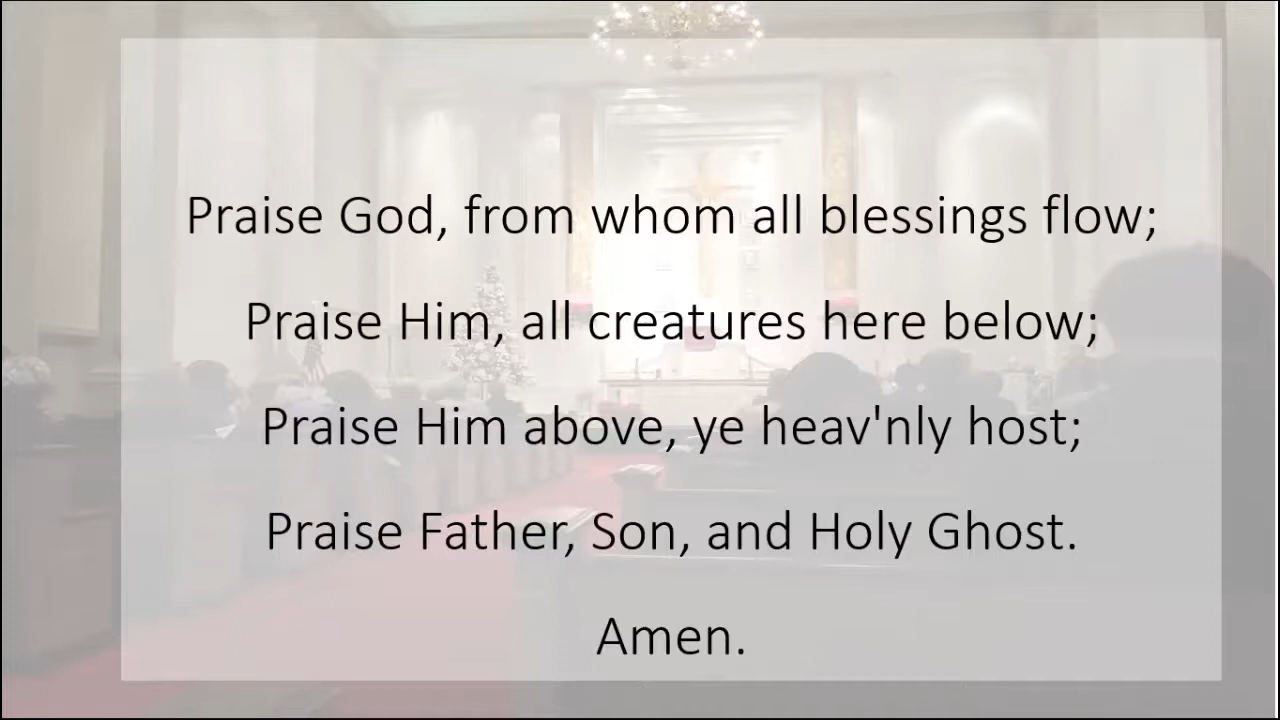 Praise God, from whom all blessings flow;
Praise Him, all creatures here below;
Praise Him above, ye heav'nly host;
Praise Father, Son, and Holy Ghost.
Amen.